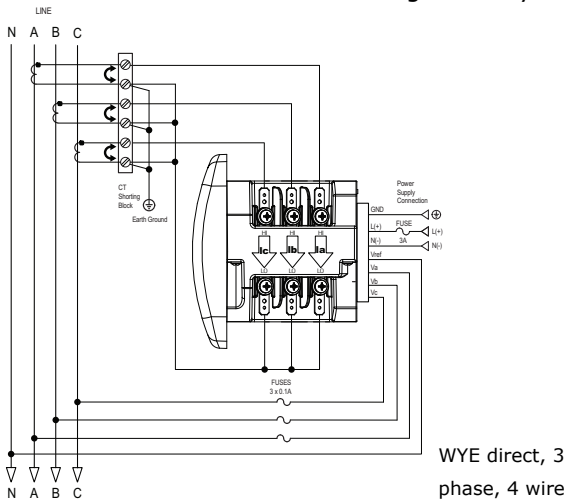 LINE
N A B C
CT
Shorting
Block
Earth Ground
Power
Supply
Connection
GND
FUSE
L(+)
L(+)
3A
N(-)
N(-)
Vref
Va
Vb
Vc
HI HI HI
Ic Ib Ia
LO LO LO
FUSES
3 x 0.1A
WYE direct, 3
phase, 4 wire
N A B C